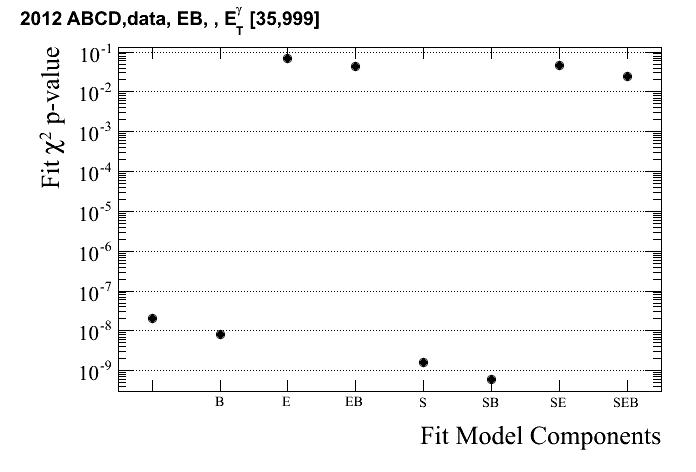 2012 ABCD,data, EB, , E_T^γ [35,999]
Fit χ² p-value
10⁻¹
10⁻²
10⁻³
10⁻⁴
10⁻⁵
10⁻⁶
10⁻⁷
10⁻⁸
10⁻⁹
B E EB S SB SE SEB
Fit Model Components